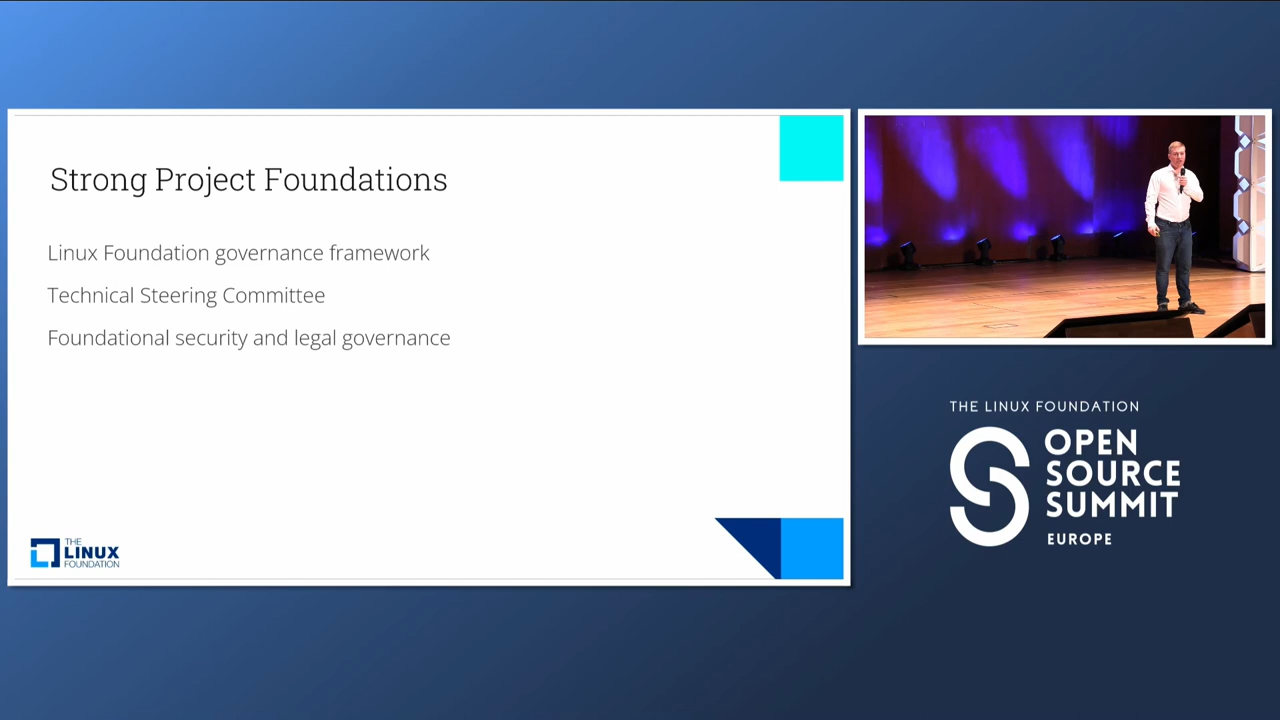 Strong Project Foundations
Linux Foundation governance framework
Technical Steering Committee
Foundational security and legal governance
THE
LINUX
FOUNDATION
THE LINUX FOUNDATION
OPEN
SOURCE
SUMMIT
EUROPE